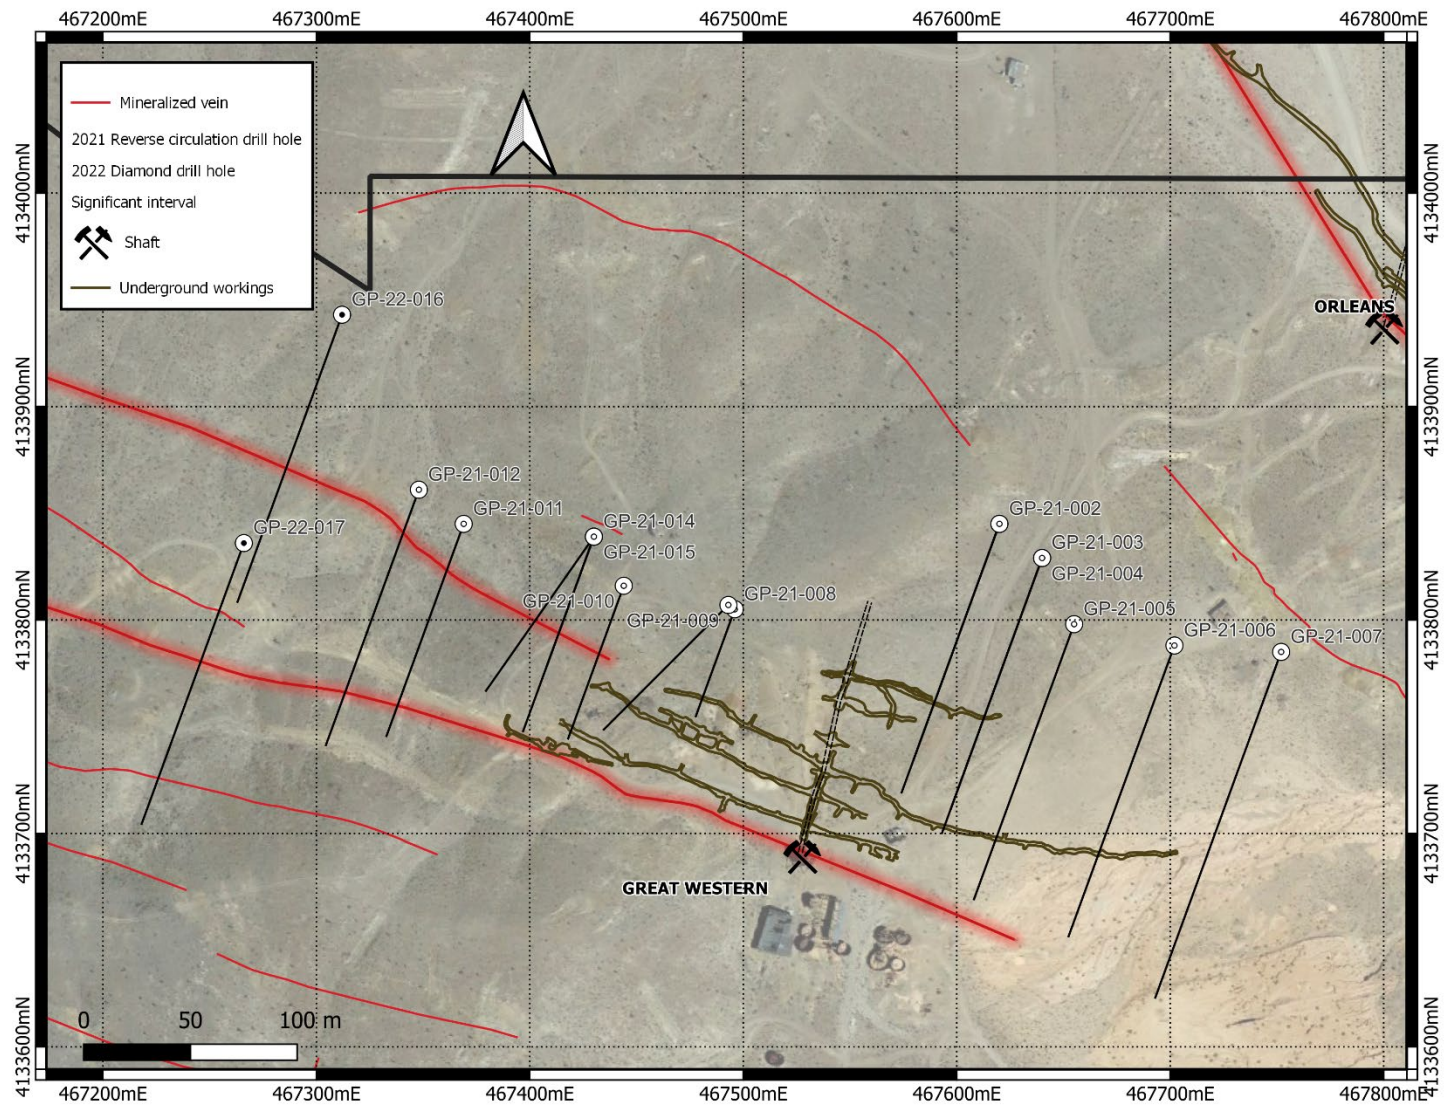 467200mE 467300mE 467400mE 467500mE 467600mE 467700mE 467800mE
Mineralized vein
2021 Reverse circulation drill hole
2022 Diamond drill hole
Significant interval
Shaft
Underground workings
4134000mN
4134000mN
GP-22-016
ORLEANS
4133900mN
4133900mN
GP-21-012
GP-21-011
GP-21-014
GP-21-002
GP-22-017
GP-21-015
GP-21-003
GP-21-004
GP-21-010
GP-21-008
GP-21-009
GP-21-005
GP-21-006
GP-21-007
4133800mN
4133800mN
4133700mN
4133700mN
GREAT WESTERN
0 50 100 m
4133600mN
4133600mN
467200mE 467300mE 467400mE 467500mE 467600mE 467700mE 467800mE